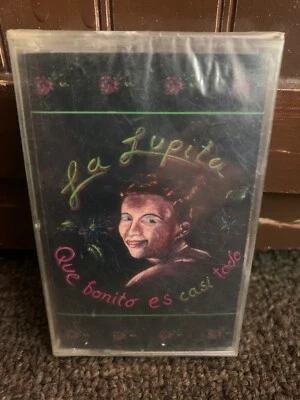 La Lupita
Que bonito es casi todo